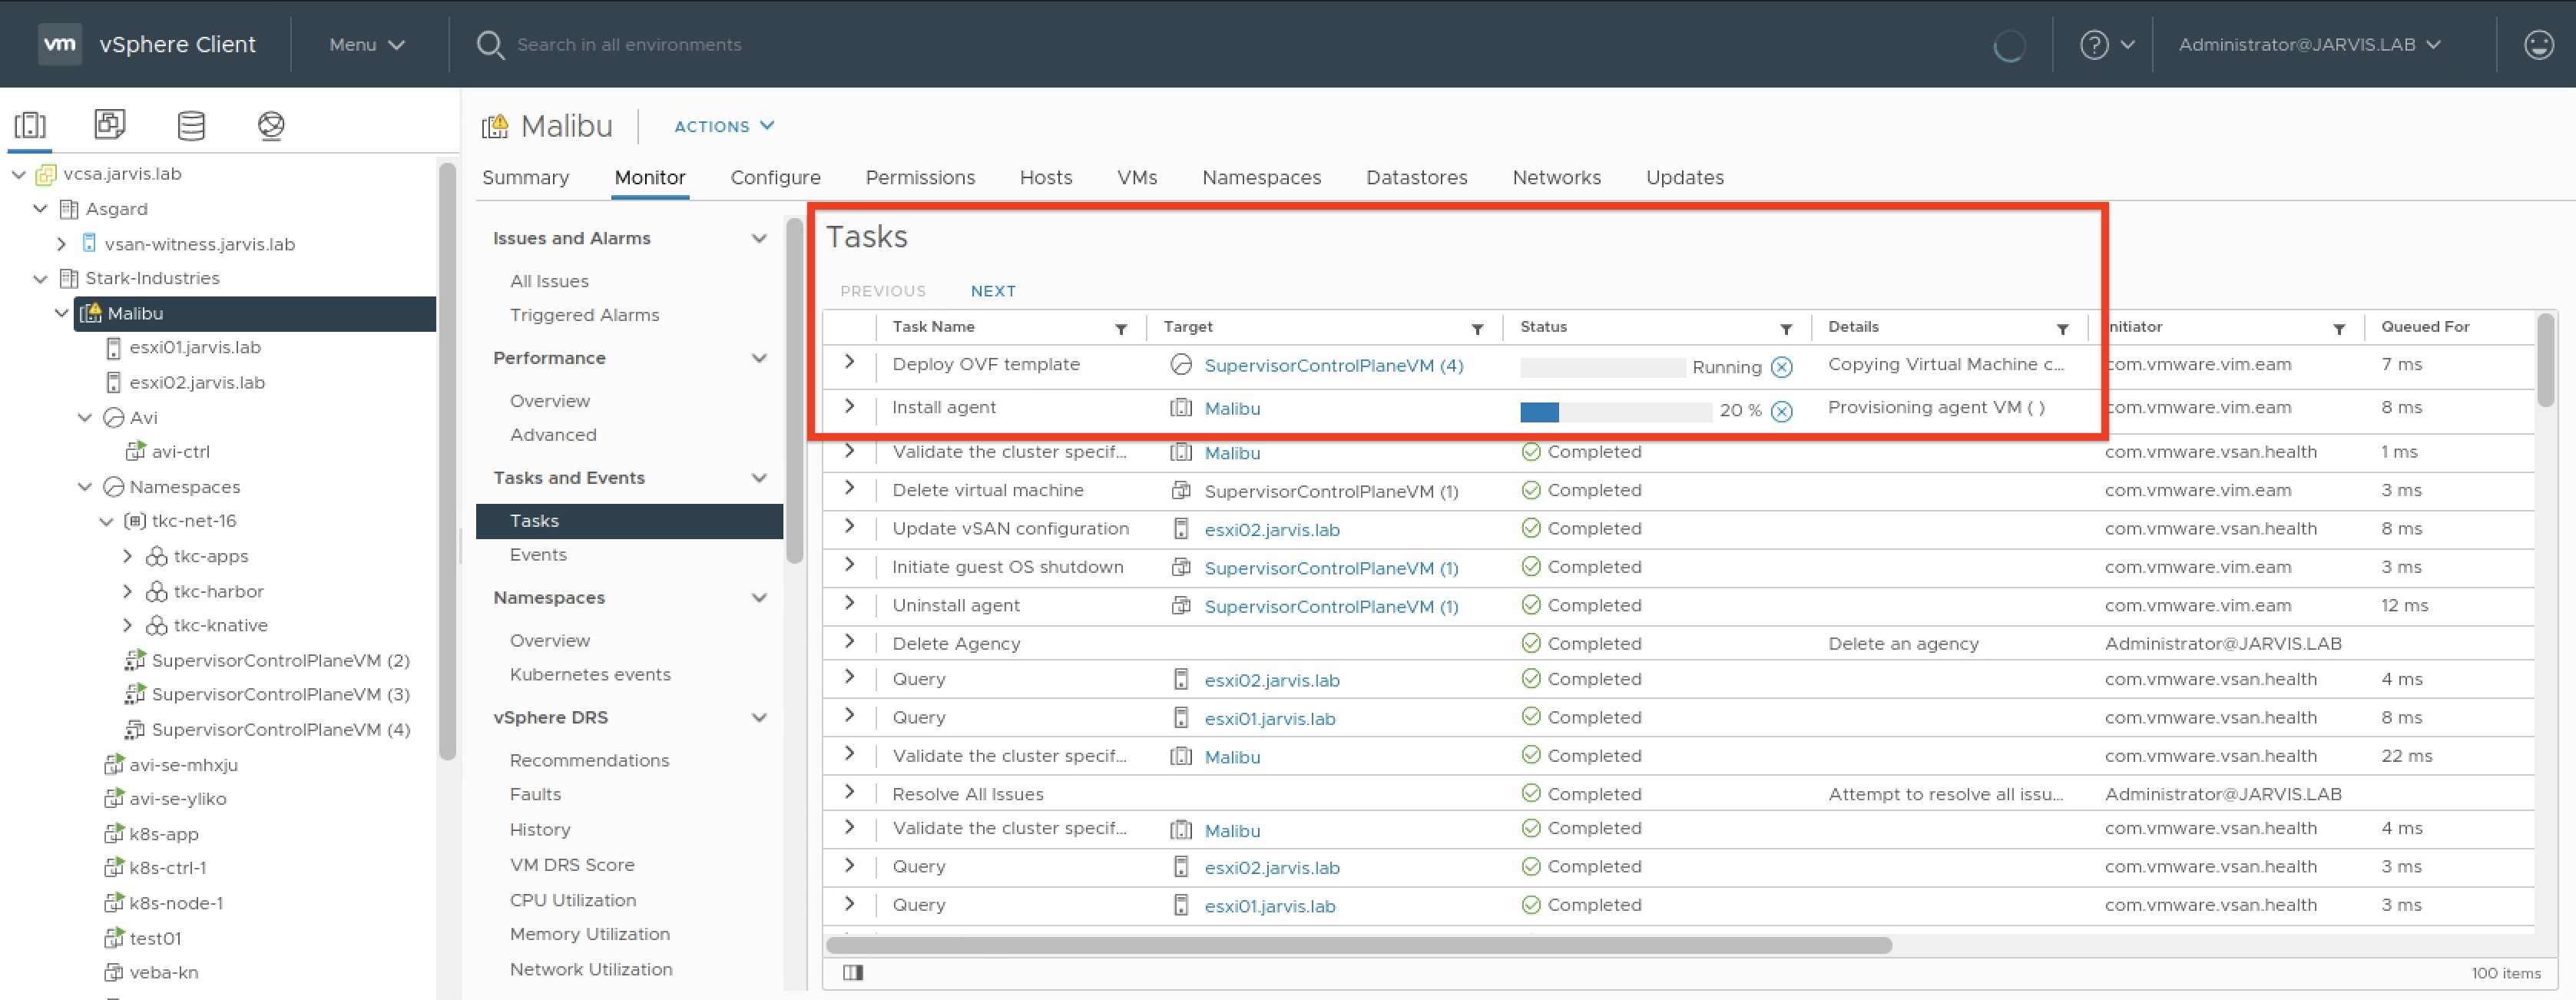 vm vSphere Client Menu Search in all environments Administrator@JARVIS.LAB
vcsa.jarvis.lab
Asgard
vsan-witness.jarvis.lab
Stark-Industries
Malibu
esxi01.jarvis.lab
esxi02.jarvis.lab
Avi
avi-ctrl
Namespaces
tkc-net-16
tkc-apps
tkc-harbor
tkc-knative
SupervisorControlPlaneVM (2)
SupervisorControlPlaneVM (3)
SupervisorControlPlaneVM (4)
avi-se-mhxju
avi-se-yliko
k8s-app
k8s-ctrl-1
k8s-node-1
test01
veba-kn
Malibu ACTIONS
Summary Monitor Configure Permissions Hosts VMs Namespaces Datastores Networks Updates
Issues and Alarms
All Issues
Triggered Alarms
Performance
Overview
Advanced
Tasks and Events
Tasks
Events
Namespaces
Overview
Kubernetes events
vSphere DRS
Recommendations
Faults
History
VM DRS Score
CPU Utilization
Memory Utilization
Network Utilization
Tasks
PREVIOUS NEXT
Task Name Target Status Details nitiator Queued For
Deploy OVF template SupervisorControlPlaneVM (4) Running Copying Virtual Machine c... com.vmware.vim.eam 7 ms
Install agent Malibu 20 % Provisioning agent VM ( ) com.vmware.vim.eam 8 ms
Validate the cluster specif... Malibu Completed com.vmware.vsan.health 1 ms
Delete virtual machine SupervisorControlPlaneVM (1) Completed com.vmware.vim.eam 3 ms
Update vSAN configuration esxi02.jarvis.lab Completed com.vmware.vsan.health 8 ms
Initiate guest OS shutdown SupervisorControlPlaneVM (1) Completed com.vmware.vim.eam 3 ms
Uninstall agent SupervisorControlPlaneVM (1) Completed com.vmware.vim.eam 12 ms
Delete Agency Completed Delete an agency Administrator@JARVIS.LAB
Query esxi02.jarvis.lab Completed com.vmware.vsan.health 4 ms
Query esxi01.jarvis.lab Completed com.vmware.vsan.health 8 ms
Validate the cluster specif... Malibu Completed com.vmware.vsan.health 22 ms
Resolve All Issues Completed Attempt to resolve all issu... Administrator@JARVIS.LAB
Validate the cluster specif... Malibu Completed com.vmware.vsan.health 4 ms
Query esxi02.jarvis.lab Completed com.vmware.vsan.health 3 ms
Query esxi01.jarvis.lab Completed com.vmware.vsan.health 3 ms
100 items